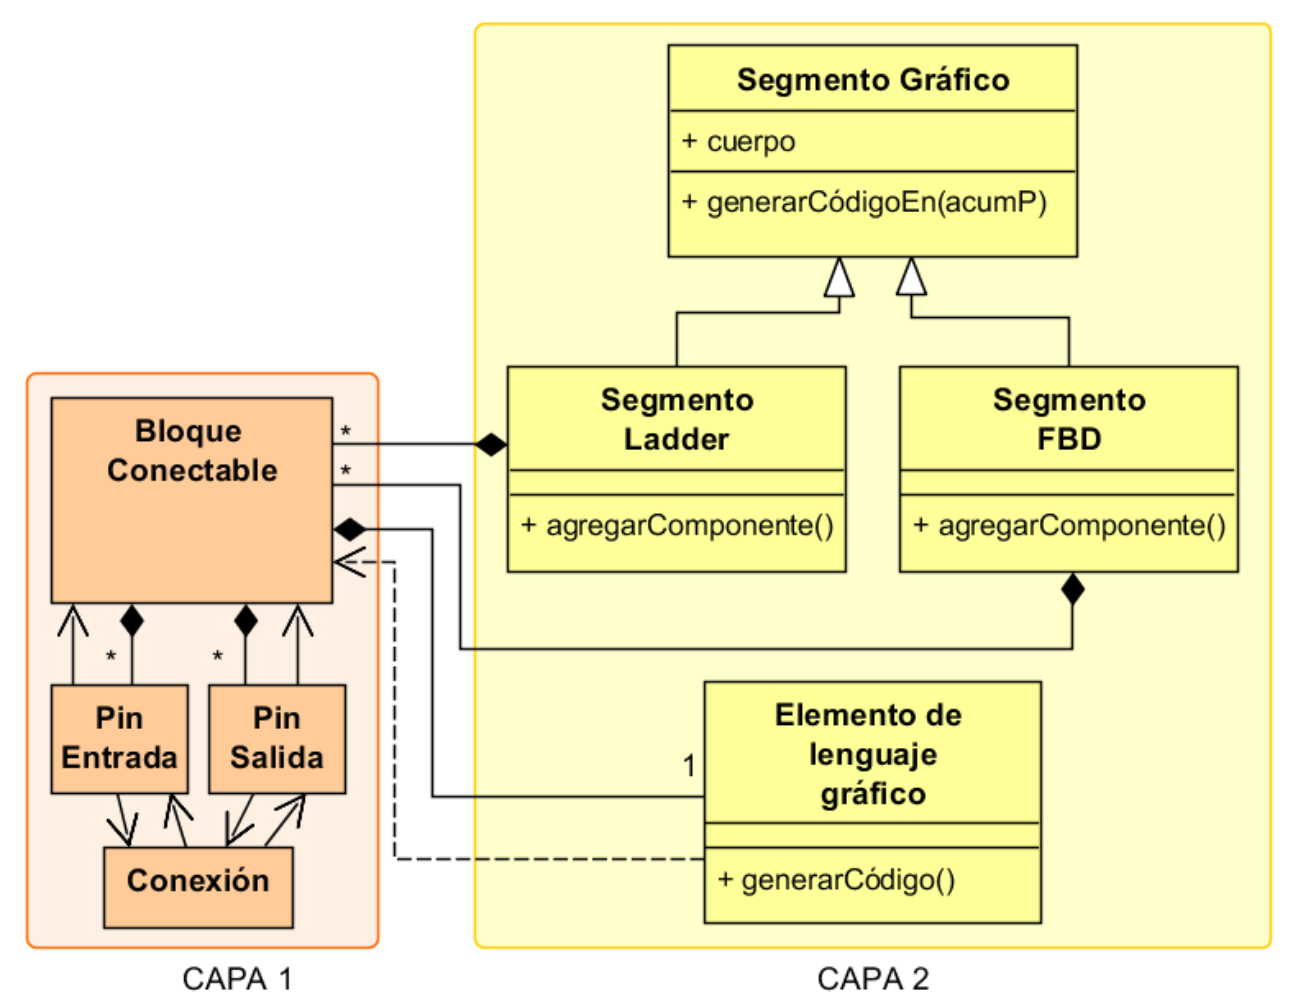 Segmento Gráfico
+ cuerpo
+ generarCódigoEn(acumP)
Bloque
Conectable
*
*
Segmento
Ladder
+ agregarComponente()
Segmento
FBD
+ agregarComponente()
*
*
Pin
Entrada
Pin
Salida
Conexión
1
Elemento de
lenguaje
gráfico
+ generarCódigo()
CAPA 1
CAPA 2